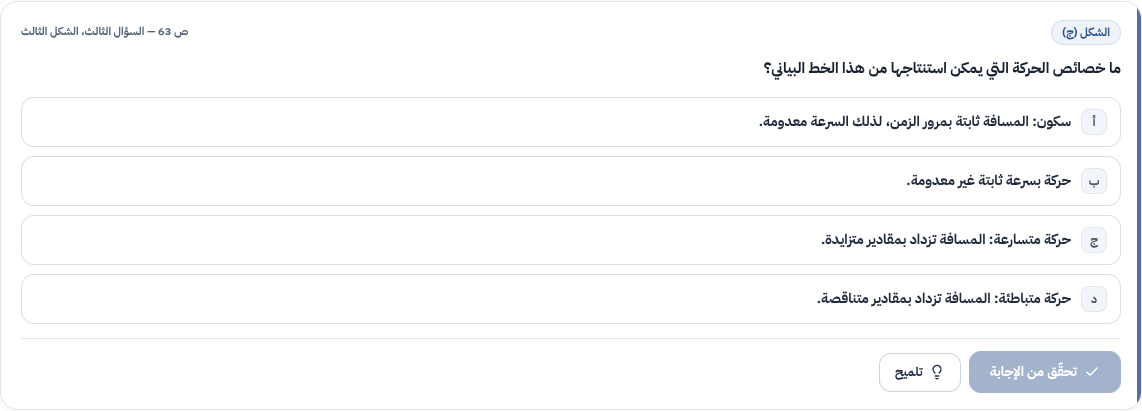 الشكل (ج)
ص 63 — السؤال الثالث، الشكل الثالث
ما خصائص الحركة التي يمكن استنتاجها من هذا الخط البياني؟
أ سكون: المسافة ثابتة بمرور الزمن، لذلك السرعة معدومة.
ب حركة بسرعة ثابتة غير معدومة.
ج حركة متسارعة: المسافة تزداد بمقادير متزايدة.
د حركة متباطئة: المسافة تزداد بمقادير متناقصة.
تحقّق من الإجابة
تلميح